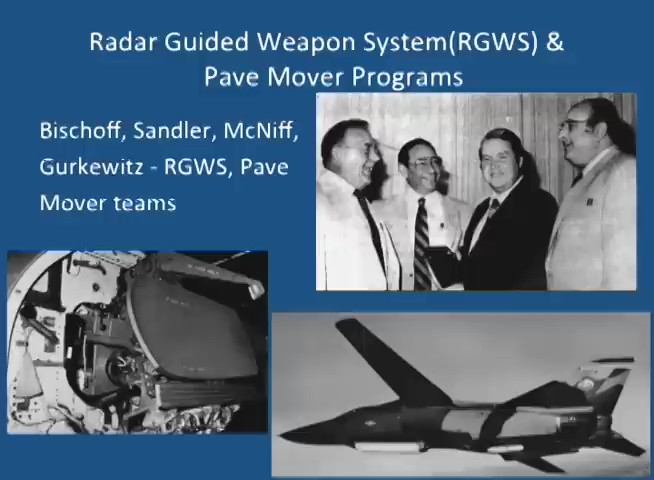 Radar Guided Weapon System(RGWS) &
Pave Mover Programs
Bischoff, Sandler, McNiff,
Gurkewitz - RGWS, Pave
Mover teams